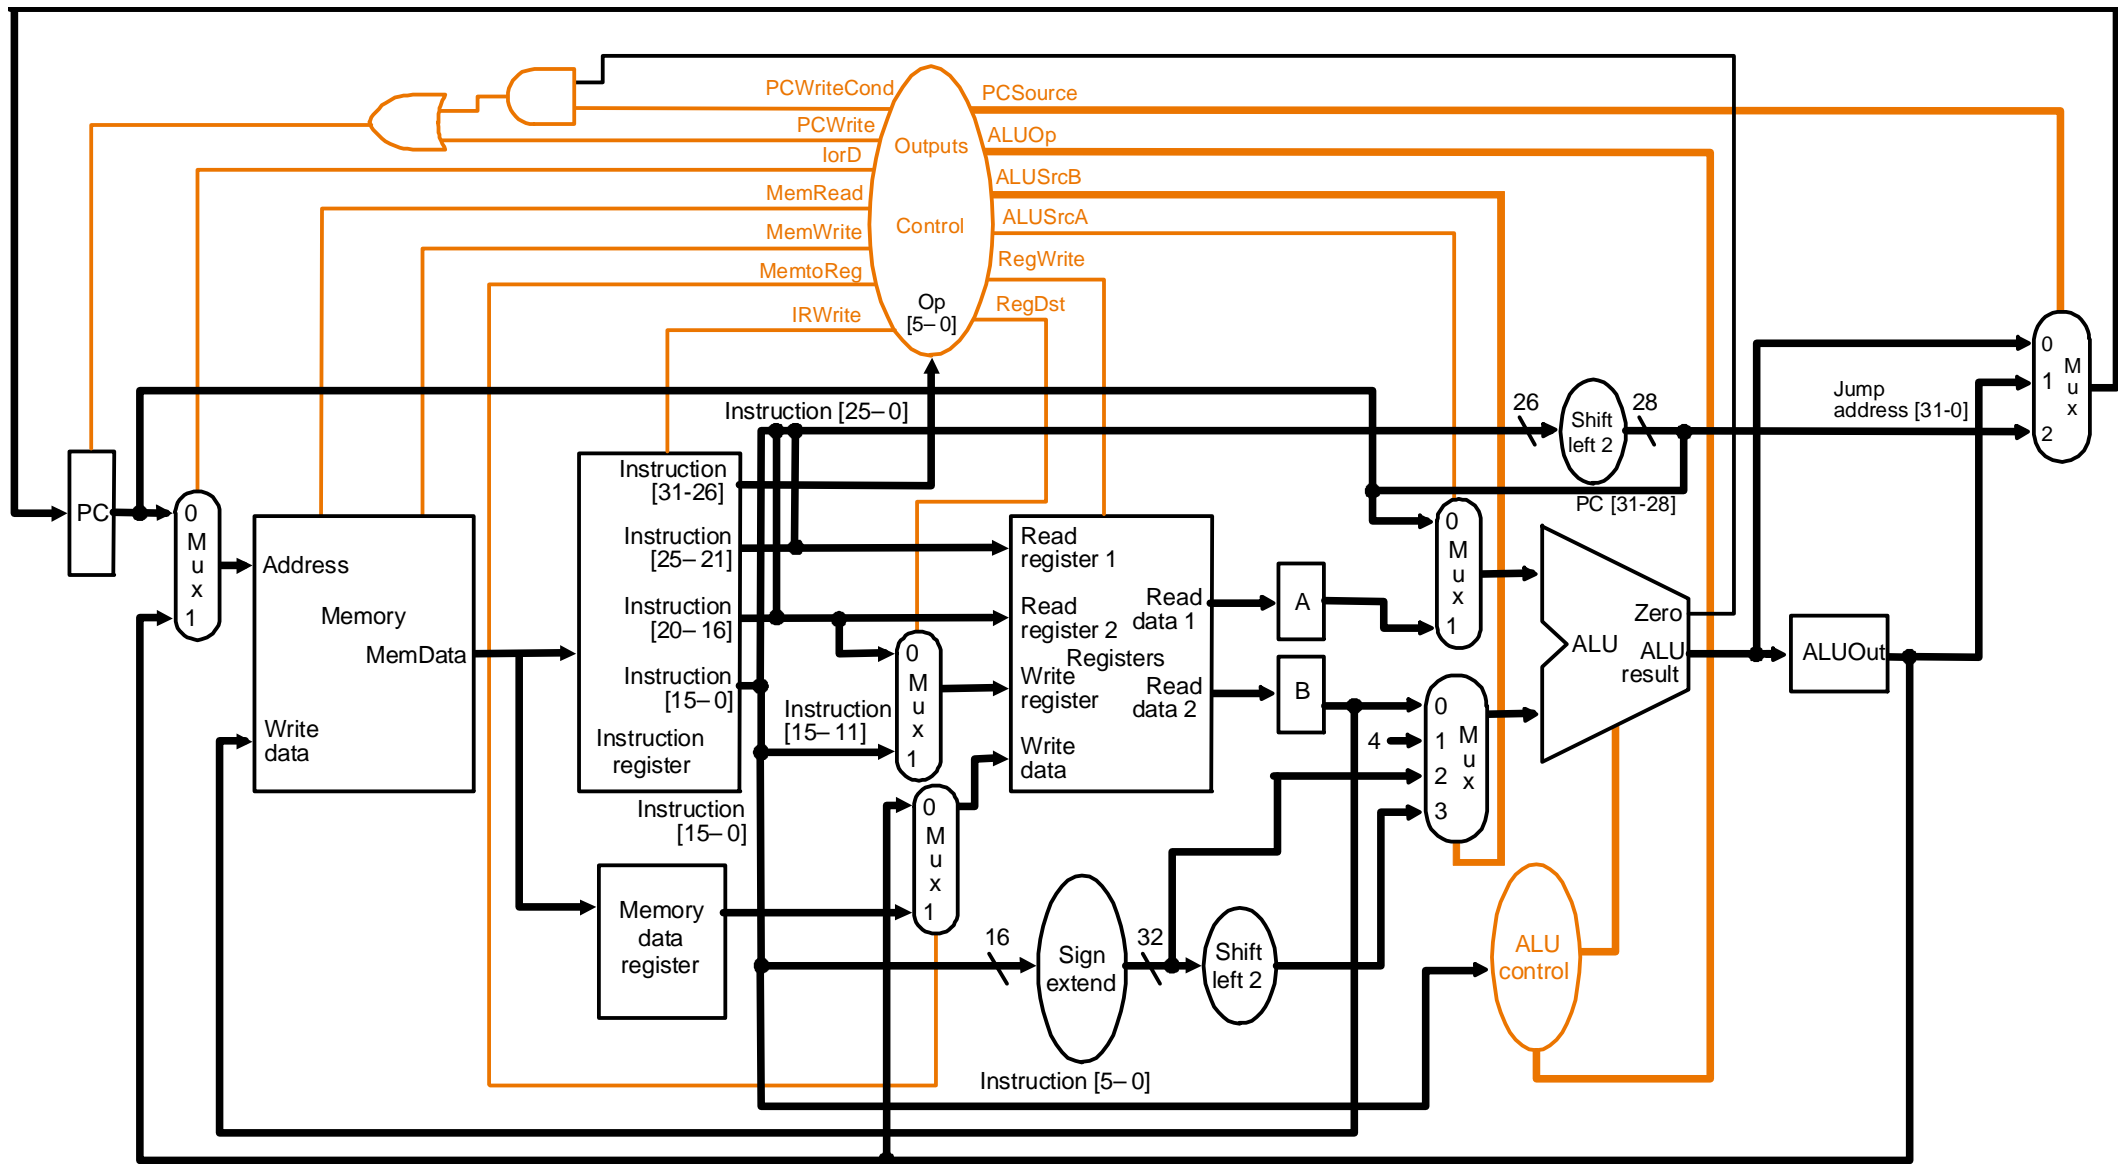 PCWriteCond
PCWrite
IorD
MemRead
MemWrite
MemtoReg
IRWrite
Outputs
Control
Op
[5–0]
PCSource
ALUOp
ALUSrcB
ALUSrcA
RegWrite
RegDst
Instruction [25–0]
26
Shift
left 2
28
Jump
address [31-0]
PC [31-28]
0
1
2
M
u
x
PC
0
M
u
x
1
Address
Memory
MemData
Write
data
Instruction
[31-26]
Instruction
[25–21]
Instruction
[20–16]
Instruction
[15–0]
Instruction
register
Instruction
[15–0]
Instruction
[15–11]
0
M
u
x
1
Memory
data
register
0
M
u
x
1
Read
register 1
Read
register 2
Registers
Write
register
Write
data
Read
data 1
Read
data 2
A
B
0
M
u
x
1
4
0
1
2
3
M
u
x
Zero
ALU
ALU
result
ALUOut
16
Sign
extend
32
Shift
left 2
ALU
control
Instruction [5–0]